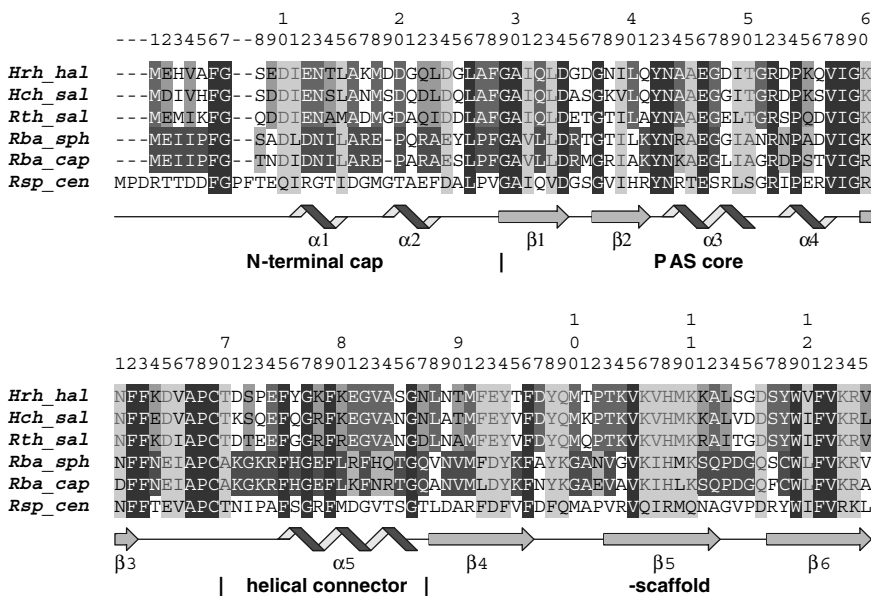 1 2 3 4 5 6
---1234567--89012345678901234567890123456789012345678901234567890
Hrh_hal ---MEHVAFG--SEDIENTLAKMDDGQLDGLAFGAIQLDGDGNILQYNAAEGDITGRDPKQVIGK
Hch_sal ---MDIVHFG--SDDIENSLANMSDQDLDQLAFGAIQLDASGKVLQYNAAEGGITGRDPKSVIGK
Rth_sal ---MEMIKFG--QDDIENAMADMGDAQIDDLAFGAIQLDETGTILAYNAAEGELTGRSPQDVIGK
Rba_sph ---MEIIPFG--SADLDNILARE-PQRAEYLPFGAVLLDRTGTILKYNRAEGGIANRNPADVIGK
Rba_cap ---MEIIPFG--TNDIDNILARE-PARAESLPFGAVLLDRMGRIAKYNKAEGLIAGRDPSTVIGR
Rsp_cen MPDRTTDDFGPFTEQIRGTIDGMGTAEFDALPVGAIQVDGSGVIHRYNRTESRLSGRIPERVIGR
α1 α2 β1 β2 α3 α4
N-terminal cap | PAS core
1 1 1
7 8 9 0 1 2
12345678901234567890123456789012345678901234567890123456789012345
Hrh_hal NFFKDVAPCTDSPEFYGKFKEGVASGNLNTMFEYTFDYQMTPTKVKVHMKKALSGDSYWVFVKRV
Hch_sal NFFEDVAPCTKSQEFQGRFKEGVANGNLNTMFEYVFDYQMKPTKVKVHMKKALVDDSYWIFVKRL
Rth_sal NFFKDIAPCTDTEEFGGRFREGVANGDLNAMFEYVFDYQMQPTKVKVHMKRAITGDSYWIFVKRV
Rba_sph NFFNEIAPCAKGKRFHGEFLRFHQTGQVNVMFDYKFAYKGANVGVKIHMKSQPDGQSCWLFVKRV
Rba_cap DFFNEIAPCAKGKRFHGEFLKFNRTGQANVMLDYKFNYKGAEVAVKIHLKSQPDGQFCWLFVKRA
Rsp_cen NFFTEVAPCTNIPAFSGRFMDGVTSGTLDARFDFVFDFQMAPVRVQIRMQNAGVPDRYWIFVRKL
β3 α5 β4 β5 β6
| helical connector | -scaffold